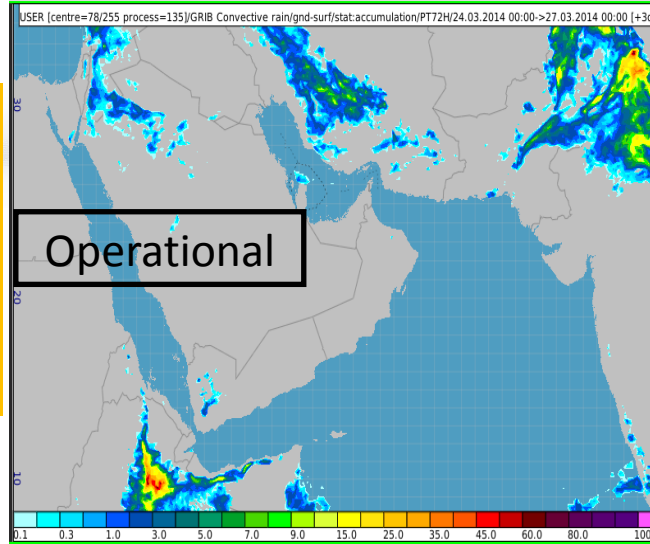 USER [centre=78/255 process=135]/GRIB Convective rain/gnd-surf/stat:accumulation/PT72H/24.03.2014 00:00->27.03.2014 00:00 [+3d
30
Operational
20
10
0.1 0.3 1.0 3.0 5.0 7.0 9.0 15.0 25.0 35.0 45.0 60.0 80.0 100